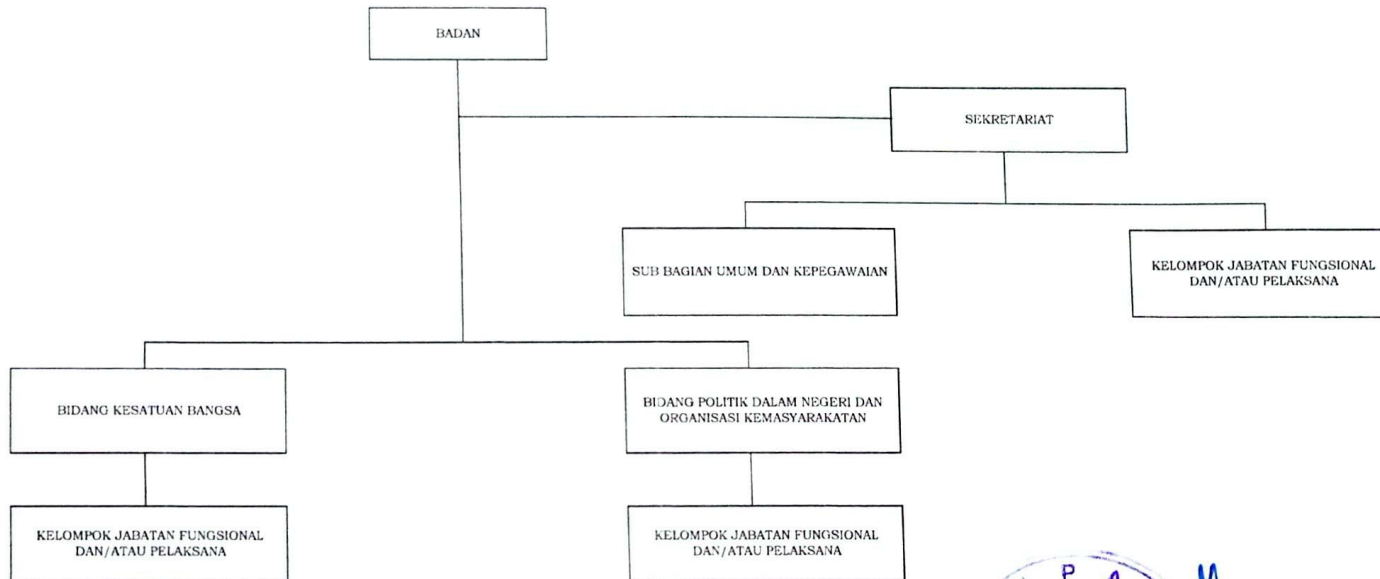 BADAN
SEKRETARIAT
SUB BAGIAN UMUM DAN KEPEGAWAIAN
KELOMPOK JABATAN FUNGSIONAL
DAN/ATAU PELAKSANA
BIDANG KESATUAN BANGSA
BIDANG POLITIK DALAM NEGERI DAN
ORGANISASI KEMASYARAKATAN
KELOMPOK JABATAN FUNGSIONAL
DAN/ATAU PELAKSANA
KELOMPOK JABATAN FUNGSIONAL
DAN/ATAU PELAKSANA
P